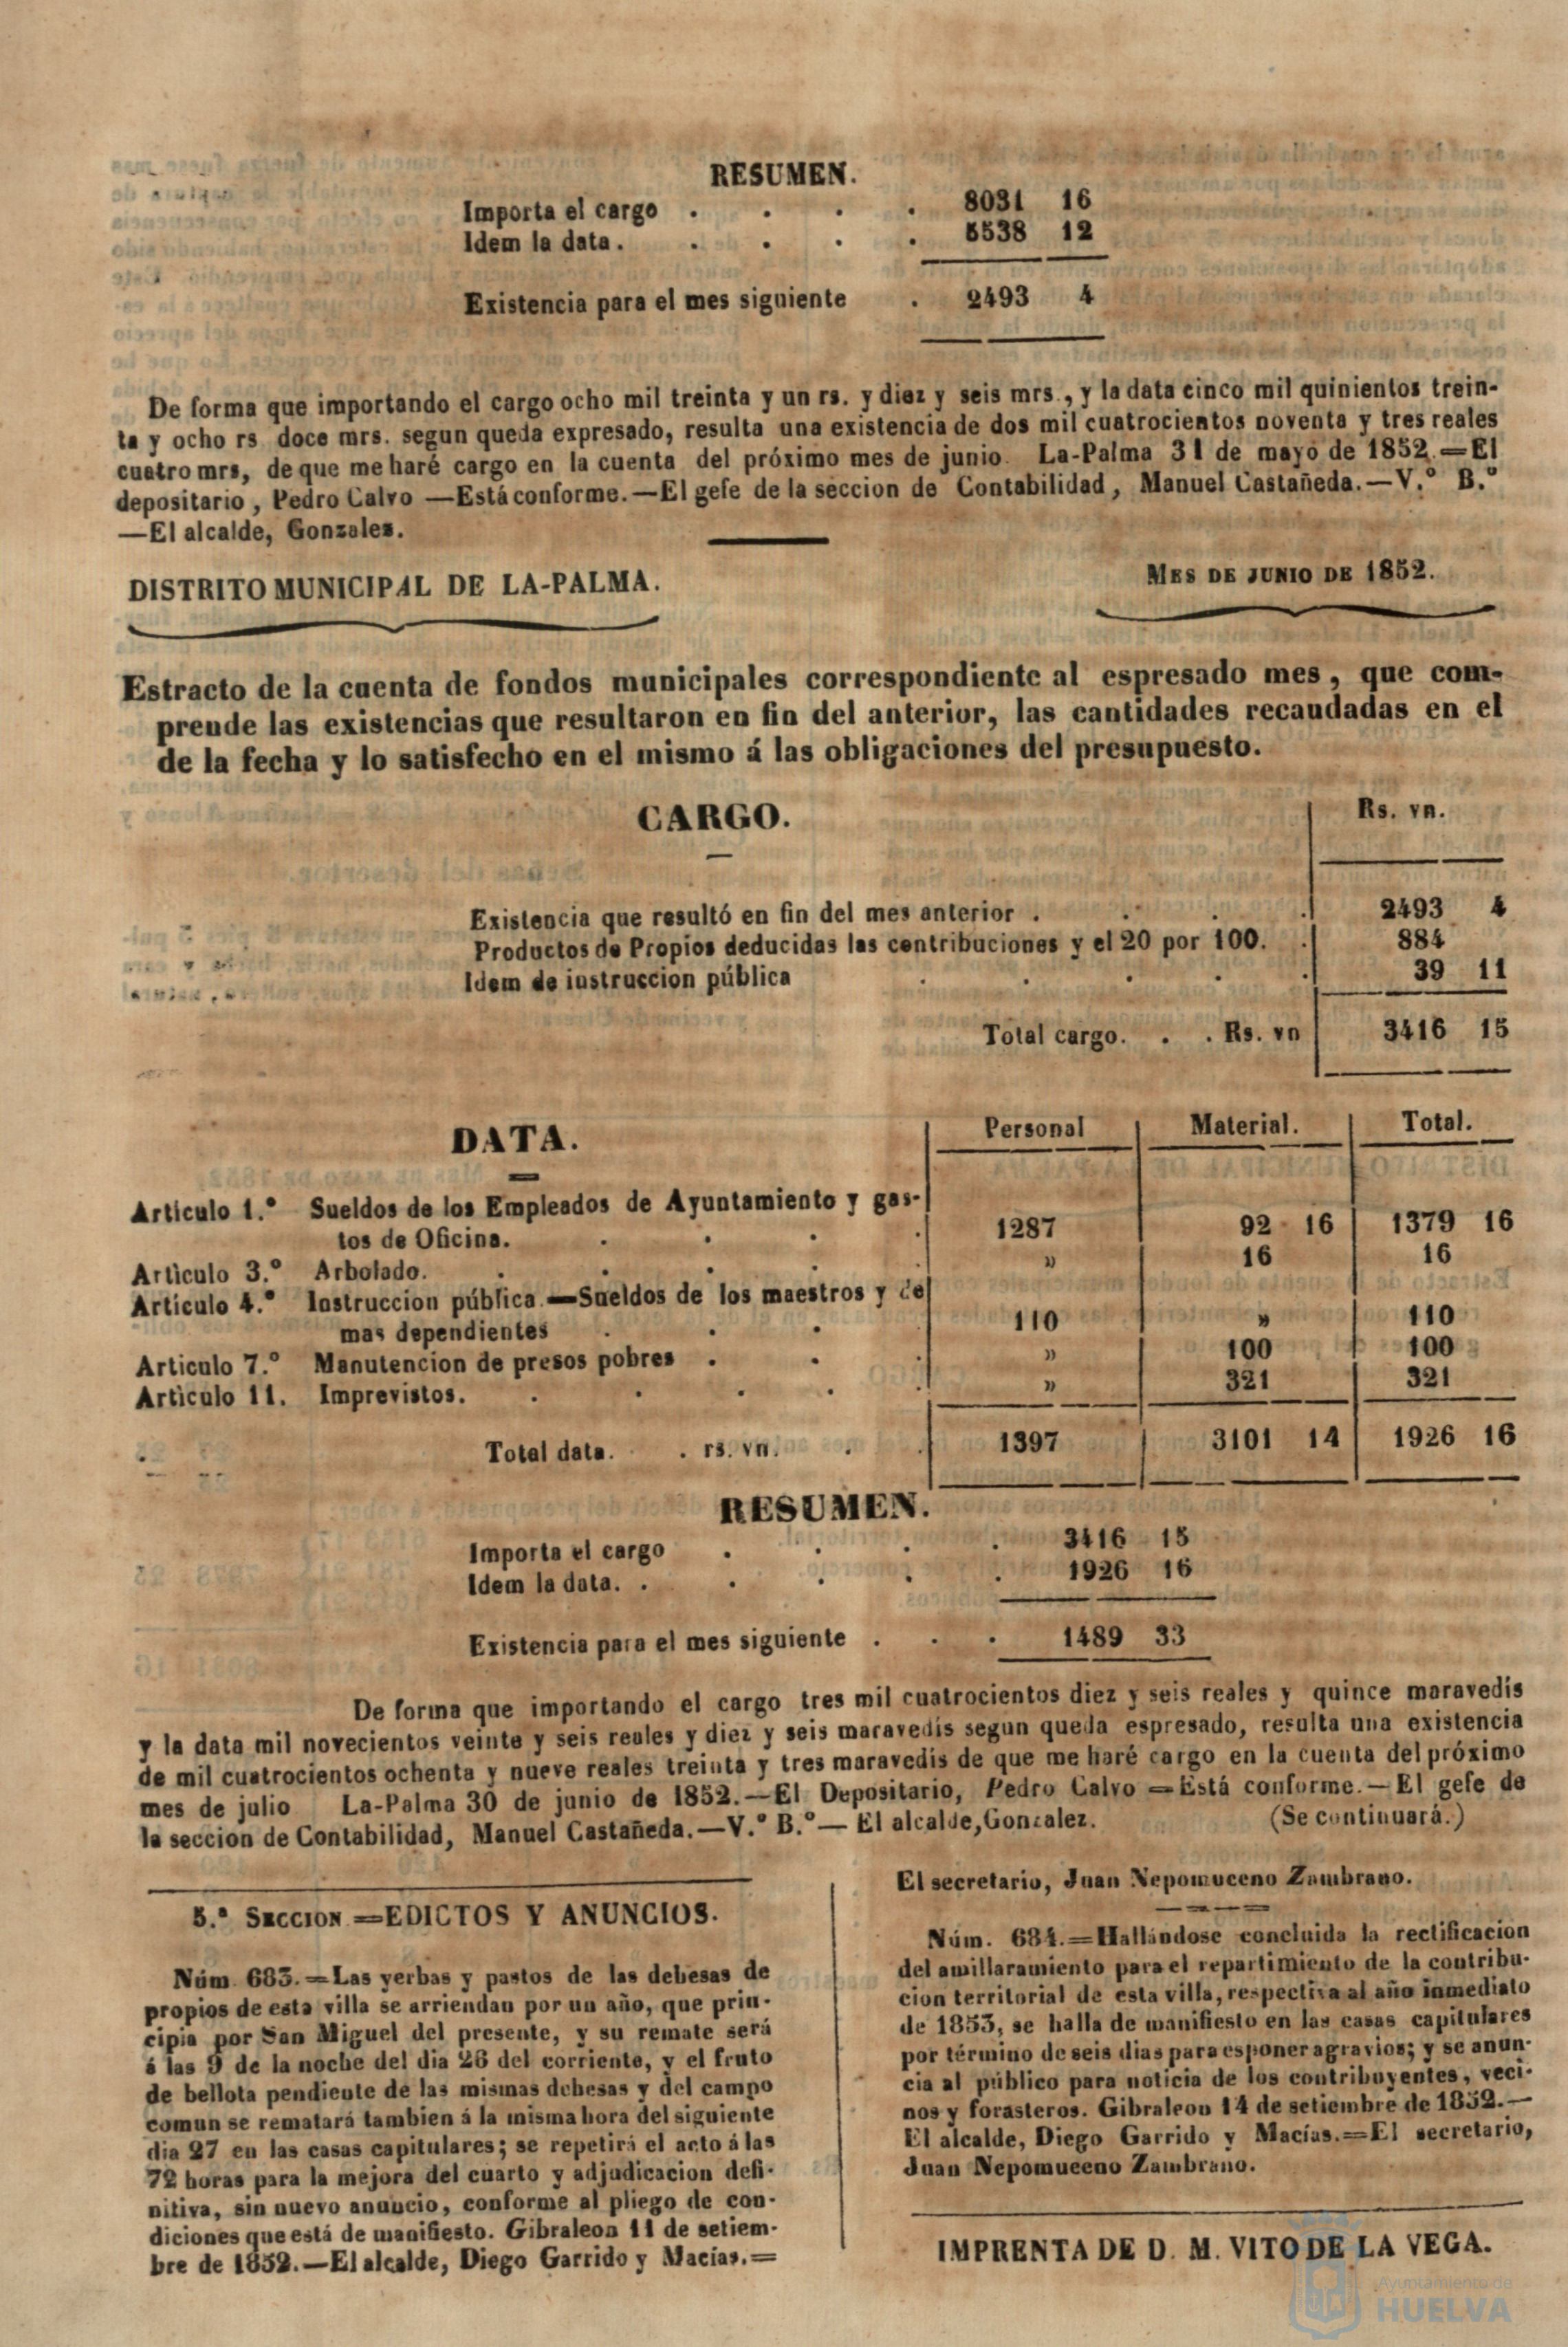 RESUMEN.
Importa el cargo . . . . 8031 16
Idem la data . . . . . 5538 12
Existencia para el mes siguiente . 2493 4
De forma que importando el cargo ocho mil treinta y un rs. y diez y seis mrs., y la data cinco mil quinientos trein-
ta y ocho rs doce mrs. segun queda expresado, resulta una existencia de dos mil cuatrocientos noventa y tres reales
cuatro mrs, de que me haré cargo en la cuenta del próximo mes de junio. La-Palma 31 de mayo de 1852.=El
depositario, Pedro Calvo —Está conforme.—El gefe de la seccion de Contabilidad, Manuel Castañeda.—V.º B.º
—El alcalde, Gonzales.
DISTRITO MUNICIPAL DE LA-PALMA.
MES DE JUNIO DE 1852.
Estracto de la cuenta de fondos municipales correspondiente al espresado mes, que com-
prende las existencias que resultaron en fin del anterior, las cantidades recaudadas en el
de la fecha y lo satisfecho en el mismo á las obligaciones del presupuesto.
CARGO.
Rs. vn.
Existencia que resultó en fin del mes anterior . . . . 2493 4
Productos de Propios deducidas las contribuciones y el 20 por 100. . 884
Idem de instruccion pública . . . . . 39 11
Total cargo. . . Rs. vn 3416 15
DATA.
Personal Material. Total.
Articulo 1.º Sueldos de los Empleados de Ayuntamiento y gas-
tos de Oficina. . . . . 1287 92 16 1379 16
Articulo 3.º Arbolado. . . . . . » 16 16
Articulo 4.º Instruccion pública.—Sueldos de los maestros y de
mas dependientes . . . . 110 » 110
Articulo 7.º Manutencion de presos pobres . . . » 100 100
Articulo 11. Imprevistos. . . . . . » 321 321
Total data. . rs. vn. . . 1397 3101 14 1926 16
RESUMEN.
Importa el cargo . . . . . 3416 15
Idem la data. . . . . . 1926 16
Existencia para el mes siguiente . . . 1489 33
De forma que importando el cargo tres mil cuatrocientos diez y seis reales y quince maravedis
y la data mil novecientos veinte y seis reales y diez y seis maravedis segun queda espresado, resulta una existencia
de mil cuatrocientos ochenta y nueve reales treinta y tres maravedis de que me haré cargo en la cuenta del próximo
mes de julio La-Palma 30 de junio de 1852.—El Depositario, Pedro Calvo =Está conforme.—El gefe de
la seccion de Contabilidad, Manuel Castañeda.—V.º B.º— El alcalde, Gonzalez. (Se continuará.)
5.ª SECCION.=EDICTOS Y ANUNCIOS.
Núm. 683.=Las yerbas y pastos de las dehesas de
propios de esta villa se arriendan por un año, que prin-
cipia por San Miguel del presente, y su remate será
á las 9 de la noche del dia 26 del corriente, y el fruto
de bellota pendiente de las mismas dehesas y del campo
comun se rematará tambien á la misma hora del siguiente
dia 27 en las casas capitulares; se repetirá el acto á las
72 horas para la mejora del cuarto y adjudicacion defi-
nitiva, sin nuevo anuncio, conforme al pliego de con-
diciones que está de manifiesto. Gibraleon 11 de setiem-
bre de 1852.—El alcalde, Diego Garrido y Macías.=
El secretario, Juan Nepomuceno Zambrano.
Núm. 684.=Hallándose concluida la rectificacion
del amillaramiento para el repartimiento de la contribu-
cion territorial de esta villa, respectiva al año inmediato
de 1853, se halla de manifiesto en las casas capitulares
por término de seis dias para esponer agravios; y se anun-
cia al público para noticia de los contribuyentes, veci-
nos y forasteros. Gibraleon 14 de setiembre de 1852.—
El alcalde, Diego Garrido y Macías.=El secretario,
Juan Nepomuceno Zambrano.
IMPRENTA DE D. M. VITO DE LA VEGA.
Ayuntamiento de
HUELVA